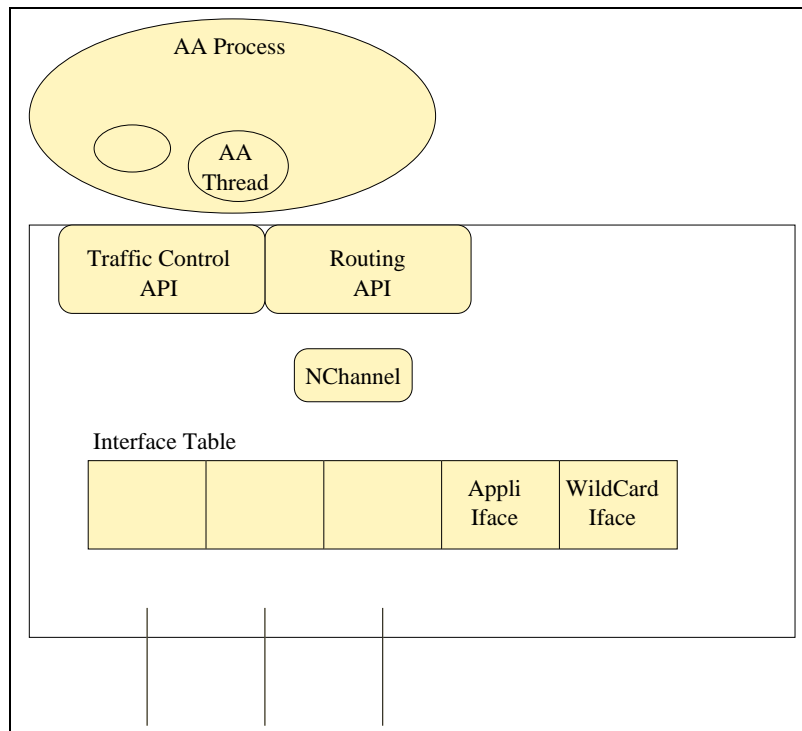 AA Process
AA
Thread
Traffic Control
API
Routing
API
NChannel
Interface Table
Appli
Iface
WildCard
Iface